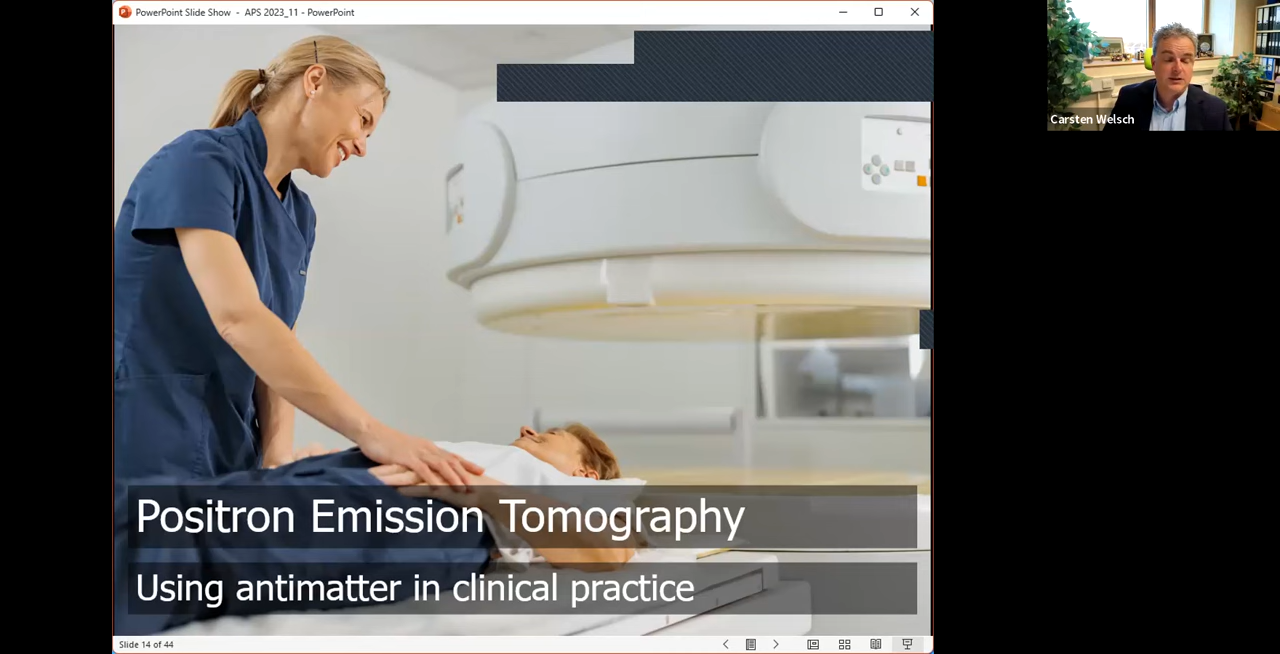 PowerPoint Slide Show - APS 2023_11 - PowerPoint
Carsten Welsch
Positron Emission Tomography
Using antimatter in clinical practice
Slide 14 of 44